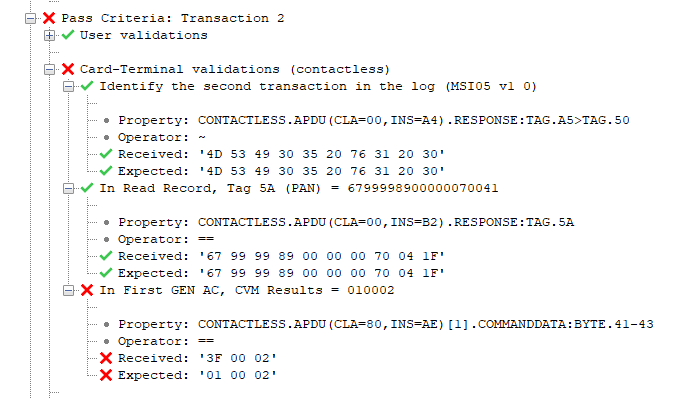 Pass Criteria: Transaction 2
User validations
Card-Terminal validations (contactless)
Identify the second transaction in the log (MSI05 v1 0)
Property: CONTACTLESS.APDU(CLA=00,INS=A4).RESPONSE:TAG.A5>TAG.50
Operator: ~
Received: '4D 53 49 30 35 20 76 31 20 30'
Expected: '4D 53 49 30 35 20 76 31 20 30'
In Read Record, Tag 5A (PAN) = 6799998900000070041
Property: CONTACTLESS.APDU(CLA=00,INS=B2).RESPONSE:TAG.5A
Operator: ==
Received: '67 99 99 89 00 00 00 70 04 1F'
Expected: '67 99 99 89 00 00 00 70 04 1F'
In First GEN AC, CVM Results = 010002
Property: CONTACTLESS.APDU(CLA=80,INS=AE)[1].COMMANDDATA:BYTE.41-43
Operator: ==
Received: '3F 00 02'
Expected: '01 00 02'